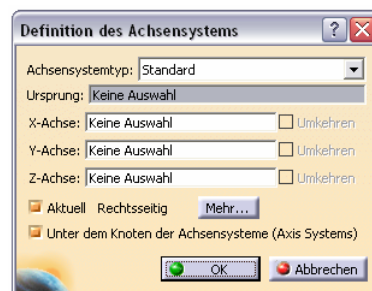 Definition des Achsensystems
Achsensystemtyp: Standard
Ursprung: Keine Auswahl
X-Achse: Keine Auswahl Umkehren
Y-Achse: Keine Auswahl Umkehren
Z-Achse: Keine Auswahl Umkehren
Aktuell Rechtsseitig Mehr...
Unter dem Knoten der Achsensysteme (Axis Systems)
OK Abbrechen